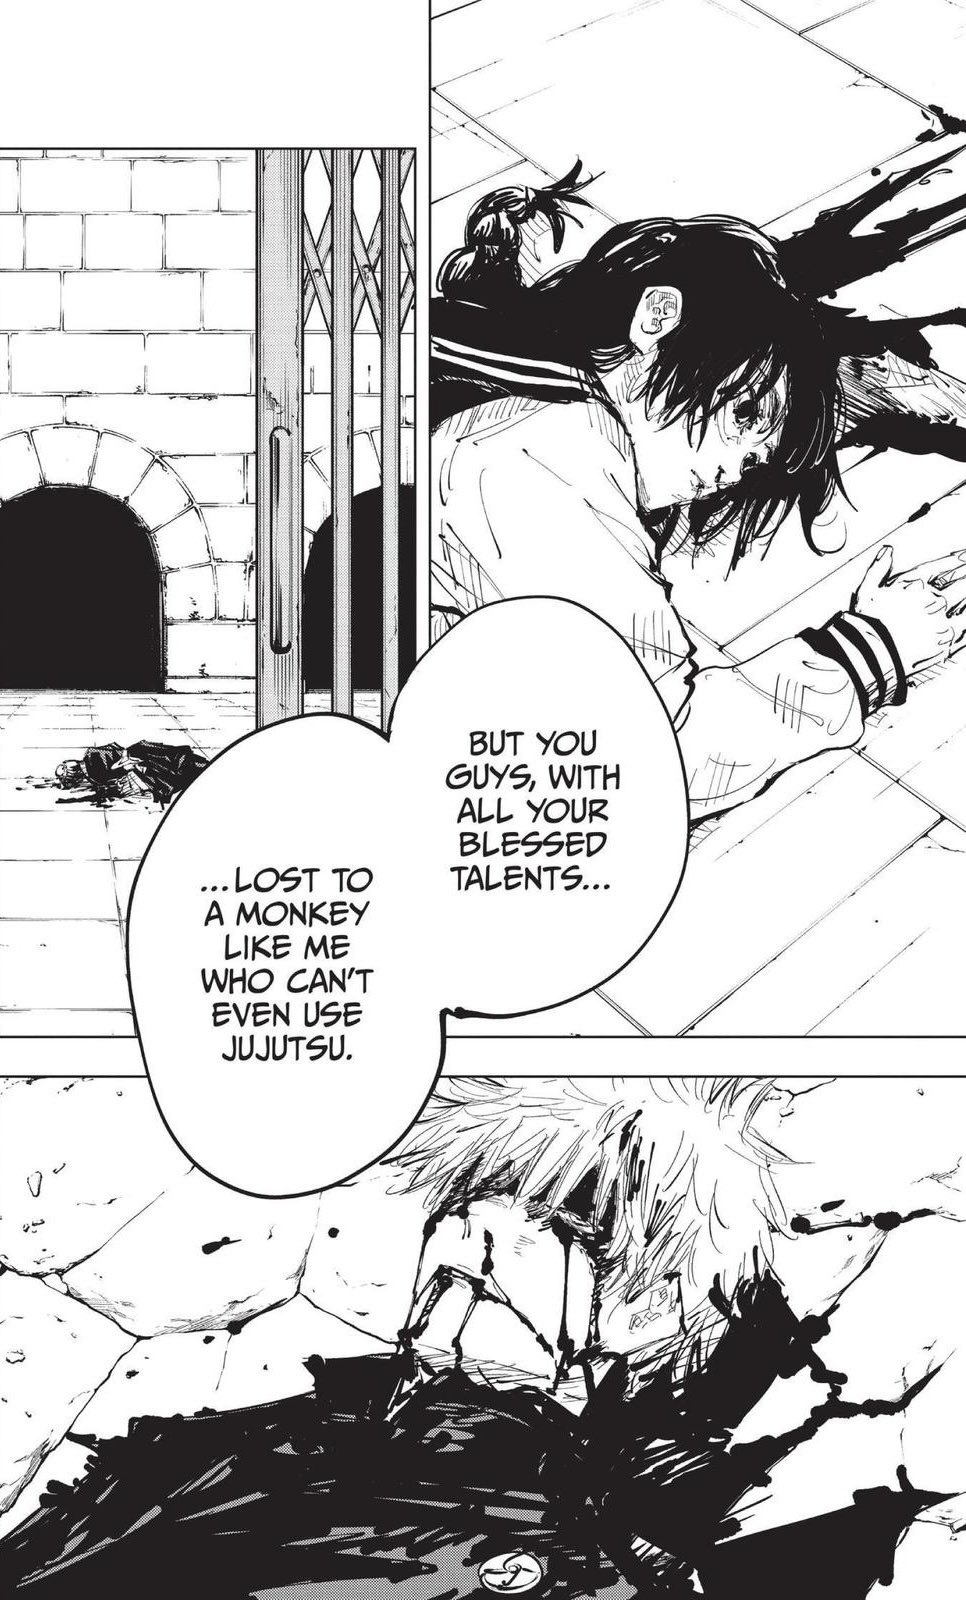 BUT YOU
GUYS, WITH
ALL YOUR
BLESSED
TALENTS...
...LOST TO
A MONKEY
LIKE ME
WHO CAN'T
EVEN USE
JUJUTSU.